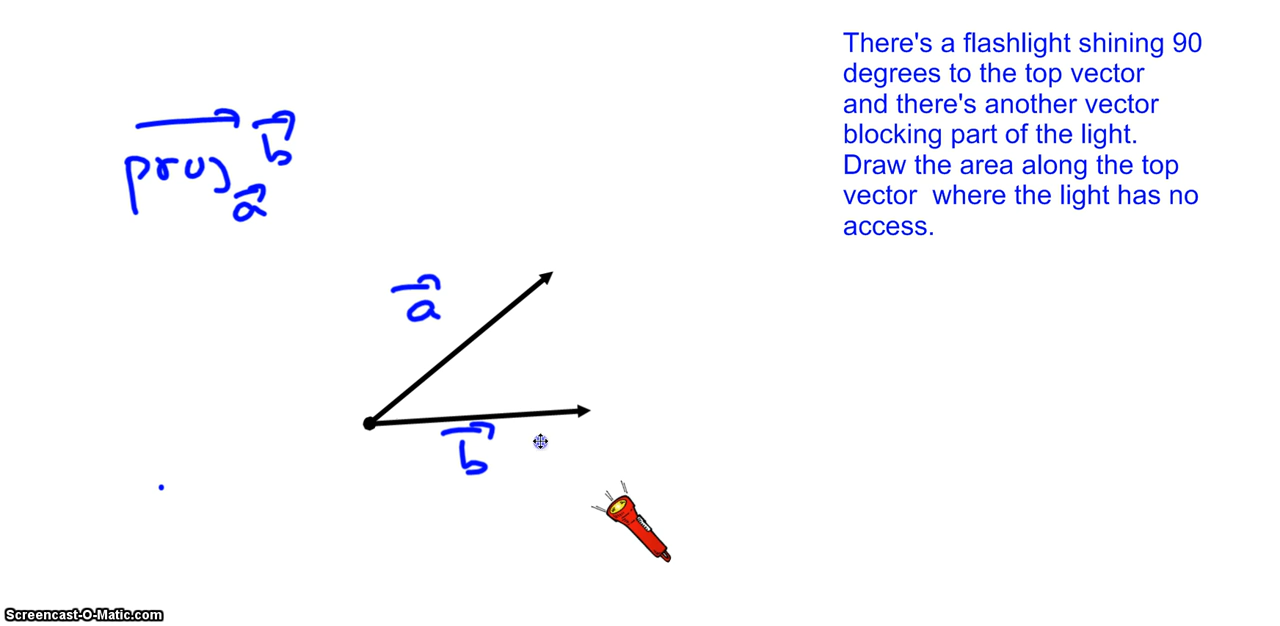 There's a flashlight shining 90
degrees to the top vector
and there's another vector
blocking part of the light.
Draw the area along the top
vector  where the light has no
access.
proj a b
a
b
Screencast-O-Matic.com